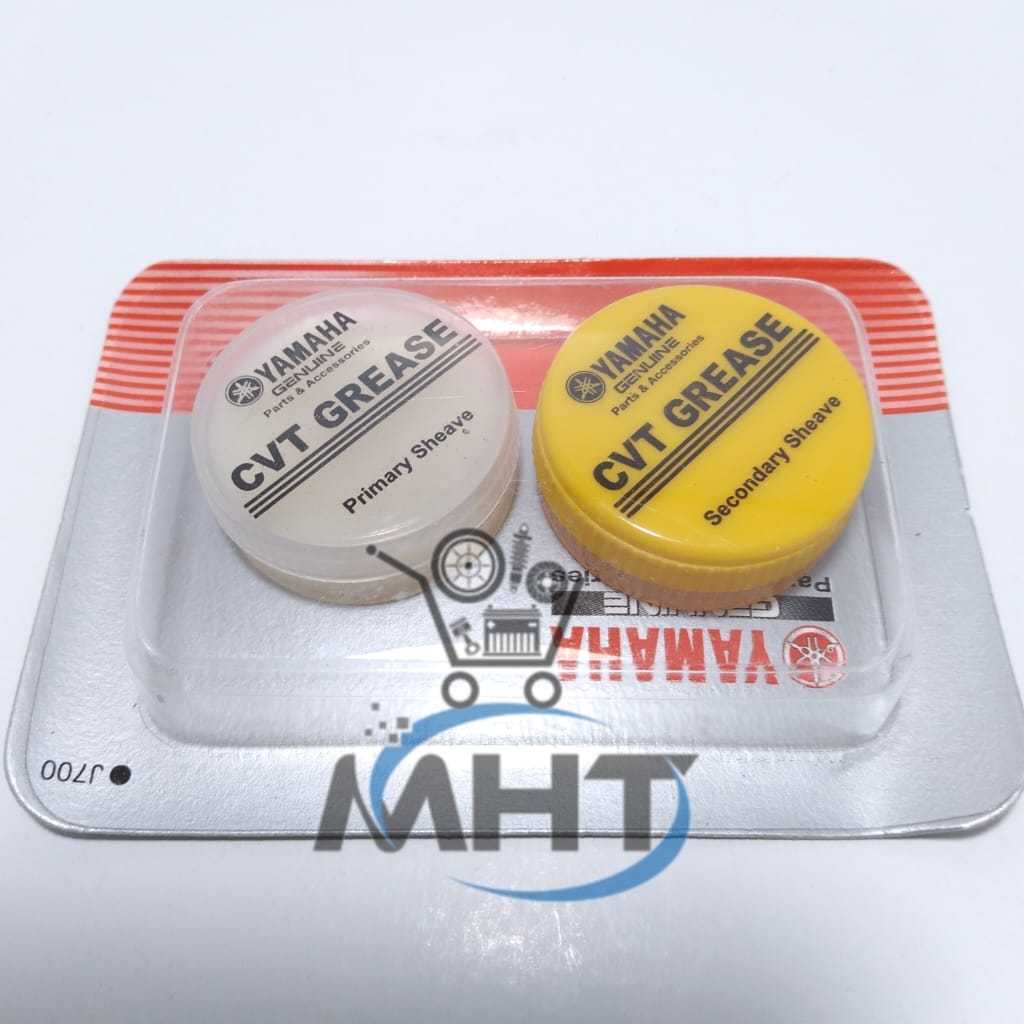 YAMAHA
GENUINE
Parts & Accessories
CVT GREASE
Primary Sheave
YAMAHA
GENUINE
Parts & Accessories
CVT GREASE
Secondary Sheave
GENUINE
YAMAHA
J700
MHT